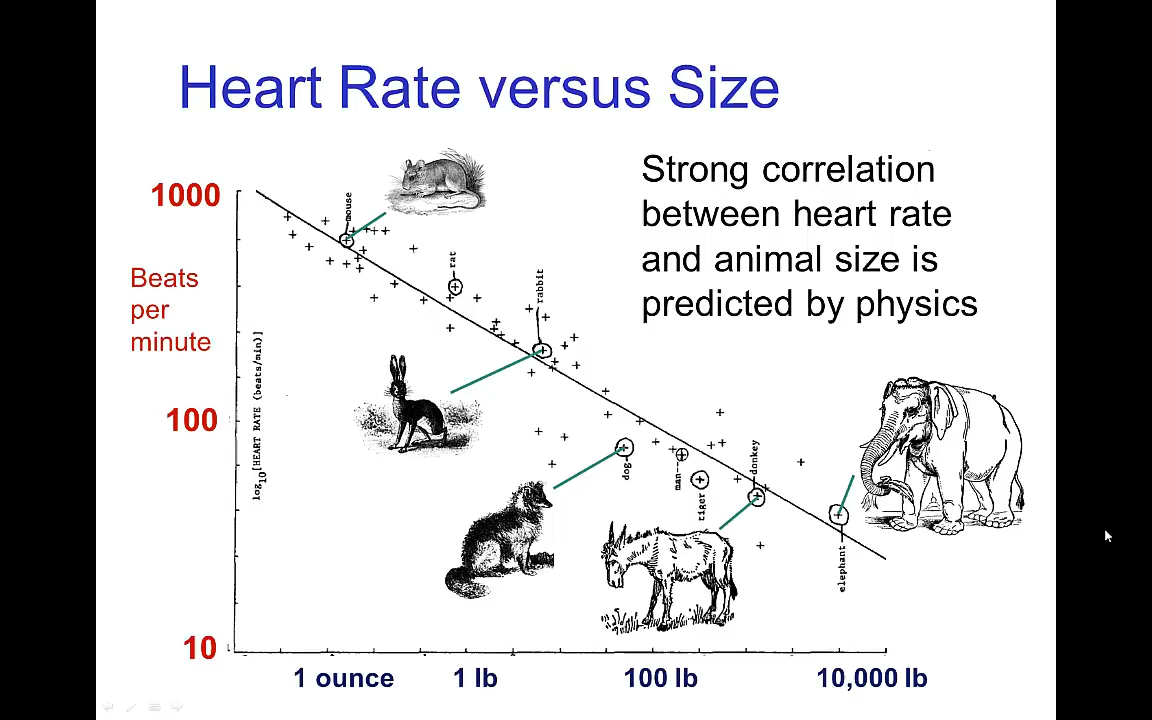 Heart Rate versus Size
Strong correlation
between heart rate
and animal size is
predicted by physics
1000
Beats
per
minute
100
10
log10[HEART RATE (beats/min)]
mouse
rat
rabbit
dog
man
tiger
donkey
elephant
1 ounce
1 lb
100 lb
10,000 lb